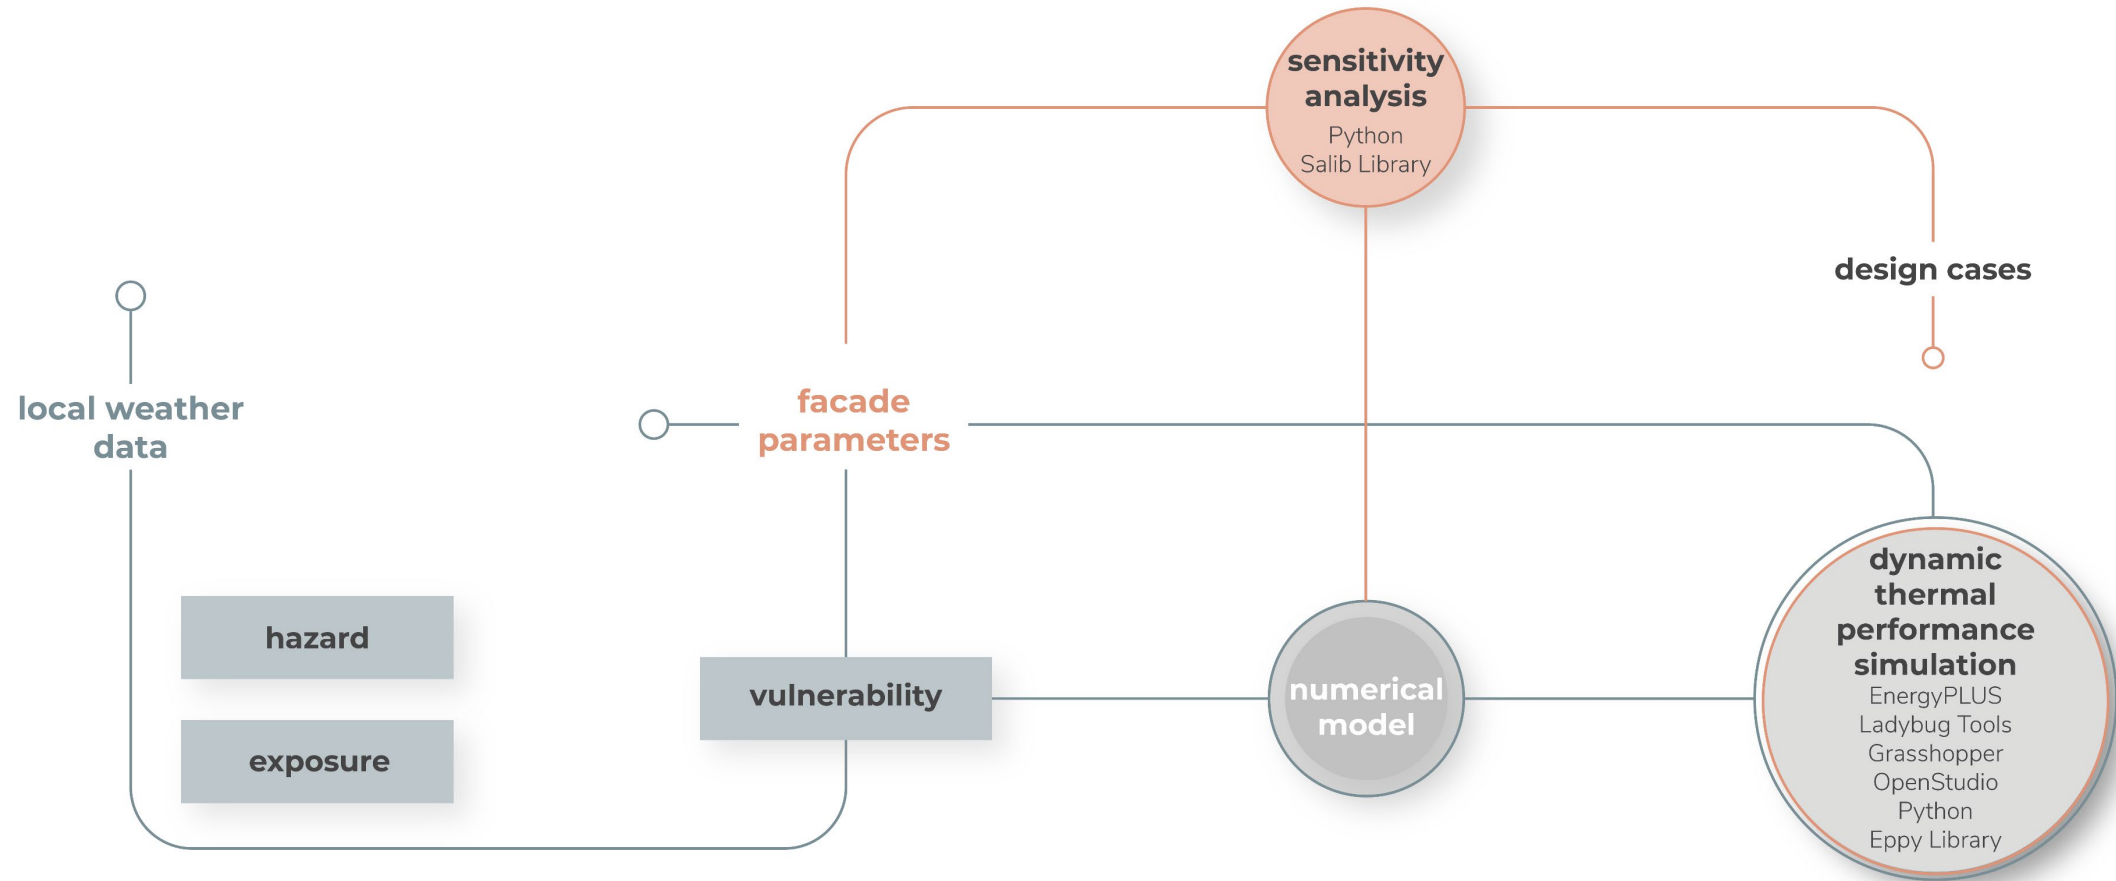 sensitivity
analysis
Python
Salib Library
design cases
local weather
data
facade
parameters
hazard
exposure
vulnerability
numerical
model
dynamic
thermal
performance
simulation
EnergyPLUS
Ladybug Tools
Grasshopper
OpenStudio
Python
Eppy Library